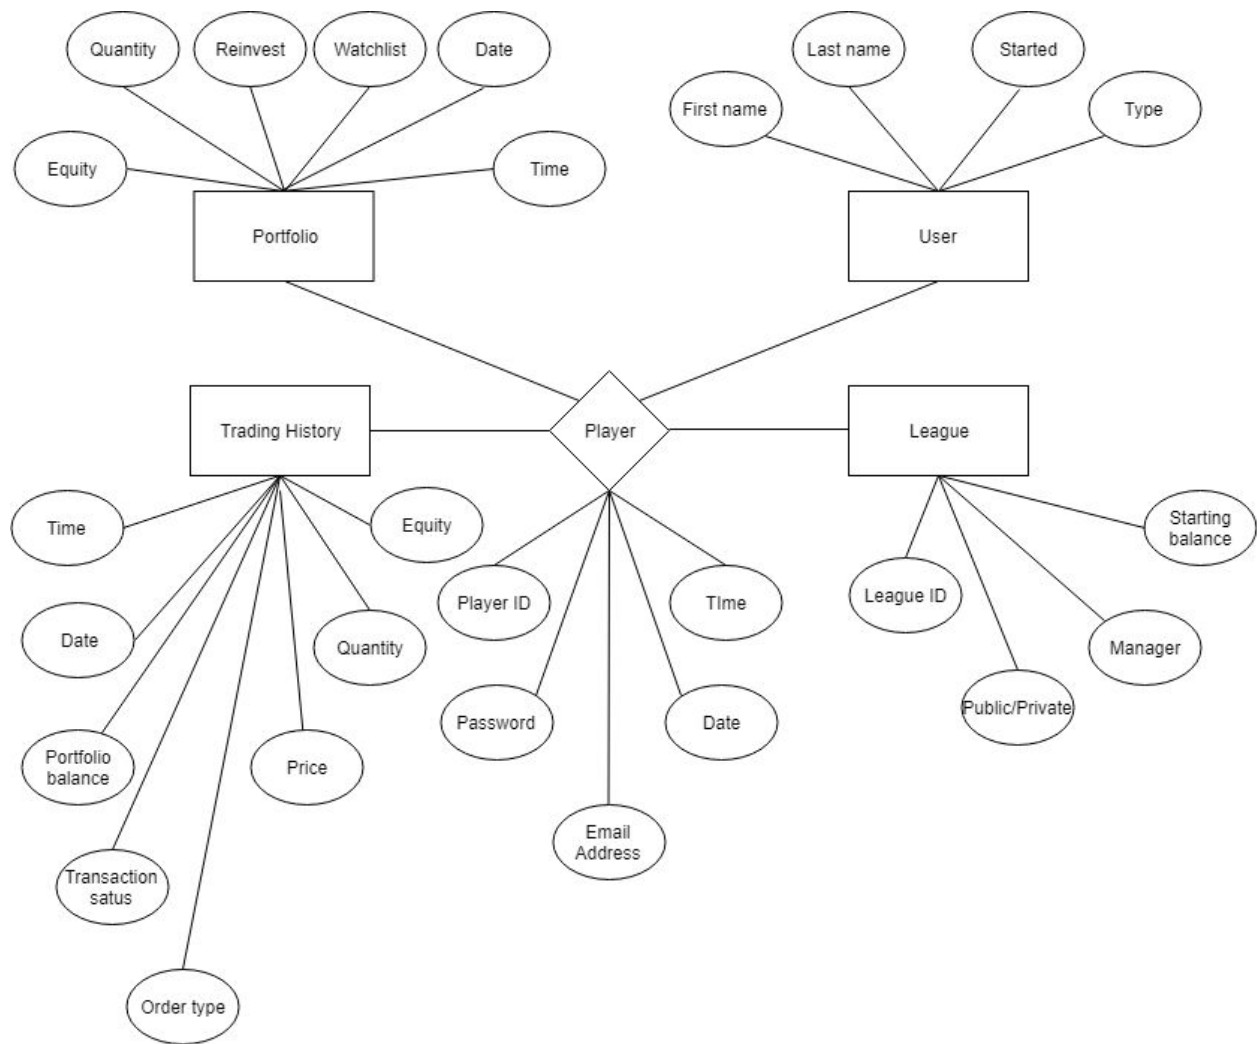 Quantity
Reinvest
Watchlist
Date
Last name
Started
First name
Type
Equity
Time
Portfolio
User
Trading History
Player
League
Time
Equity
Starting
balance
Player ID
TIme
League ID
Date
Quantity
Manager
Password
Date
Public/Private
Portfolio
balance
Price
Email
Address
Transaction
satus
Order type